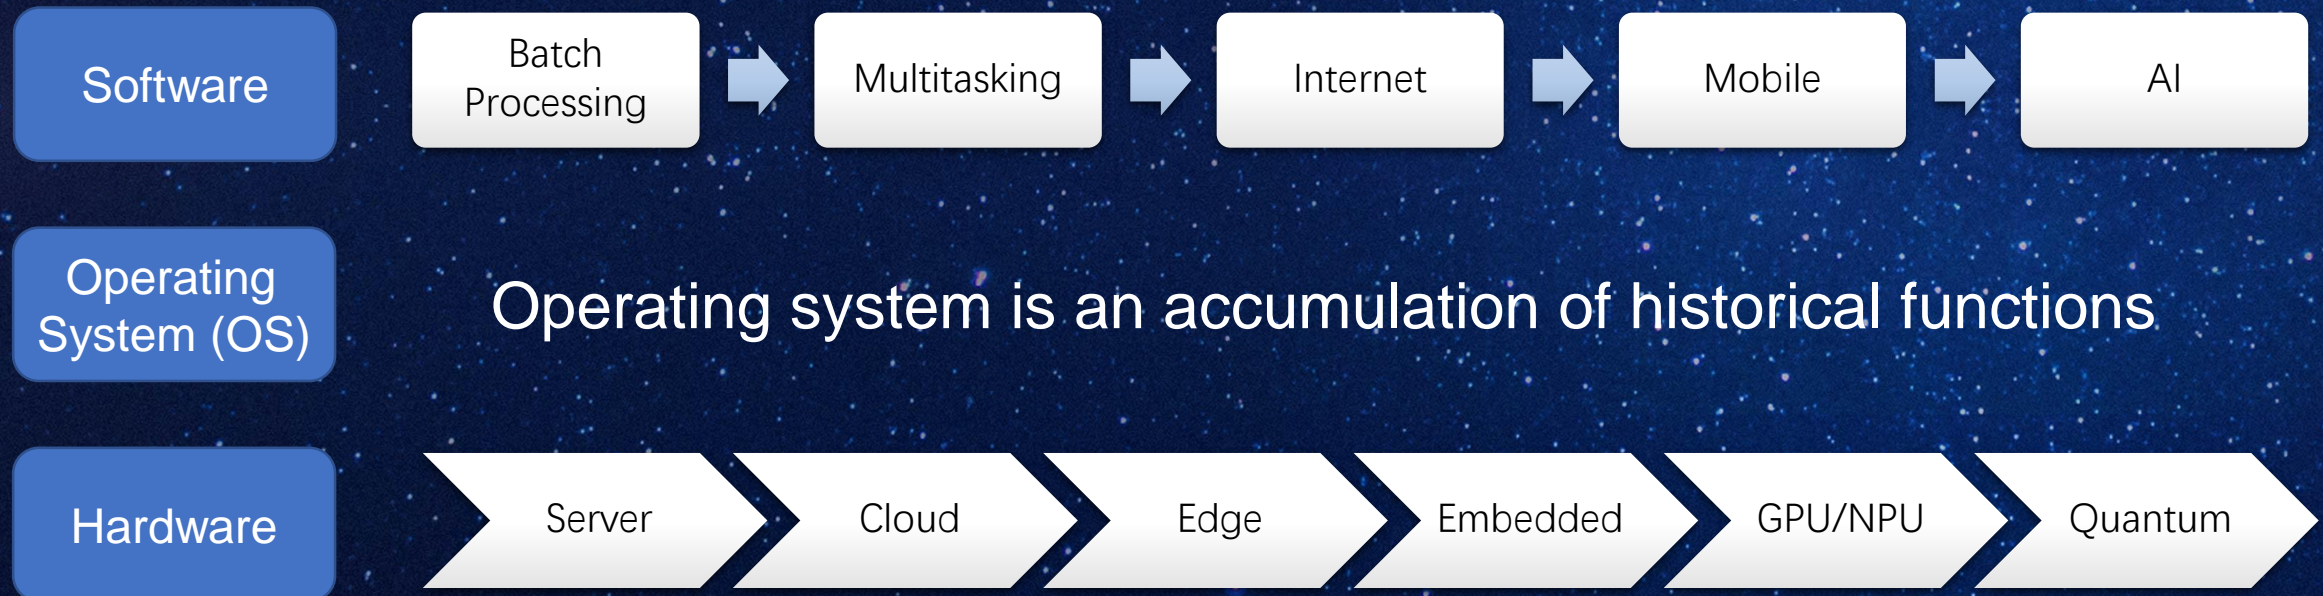 Software
Batch
Processing
Multitasking
Internet
Mobile
AI
Operating
System (OS)
Operating system is an accumulation of historical functions
Hardware
Server
Cloud
Edge
Embedded
GPU/NPU
Quantum